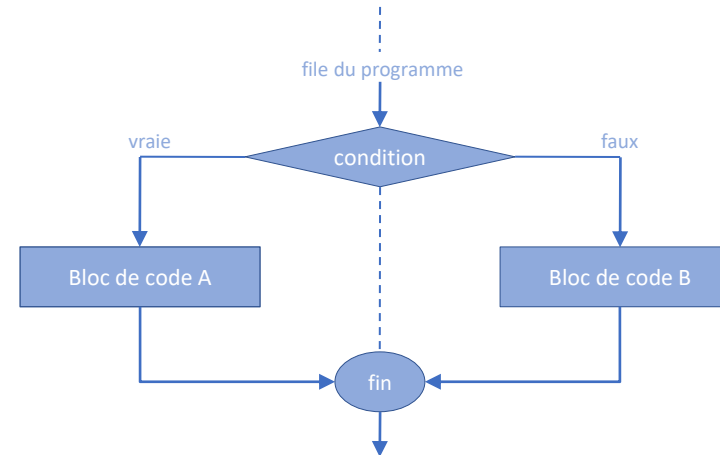 file du programme
vraie
condition
faux
Bloc de code A
Bloc de code B
fin